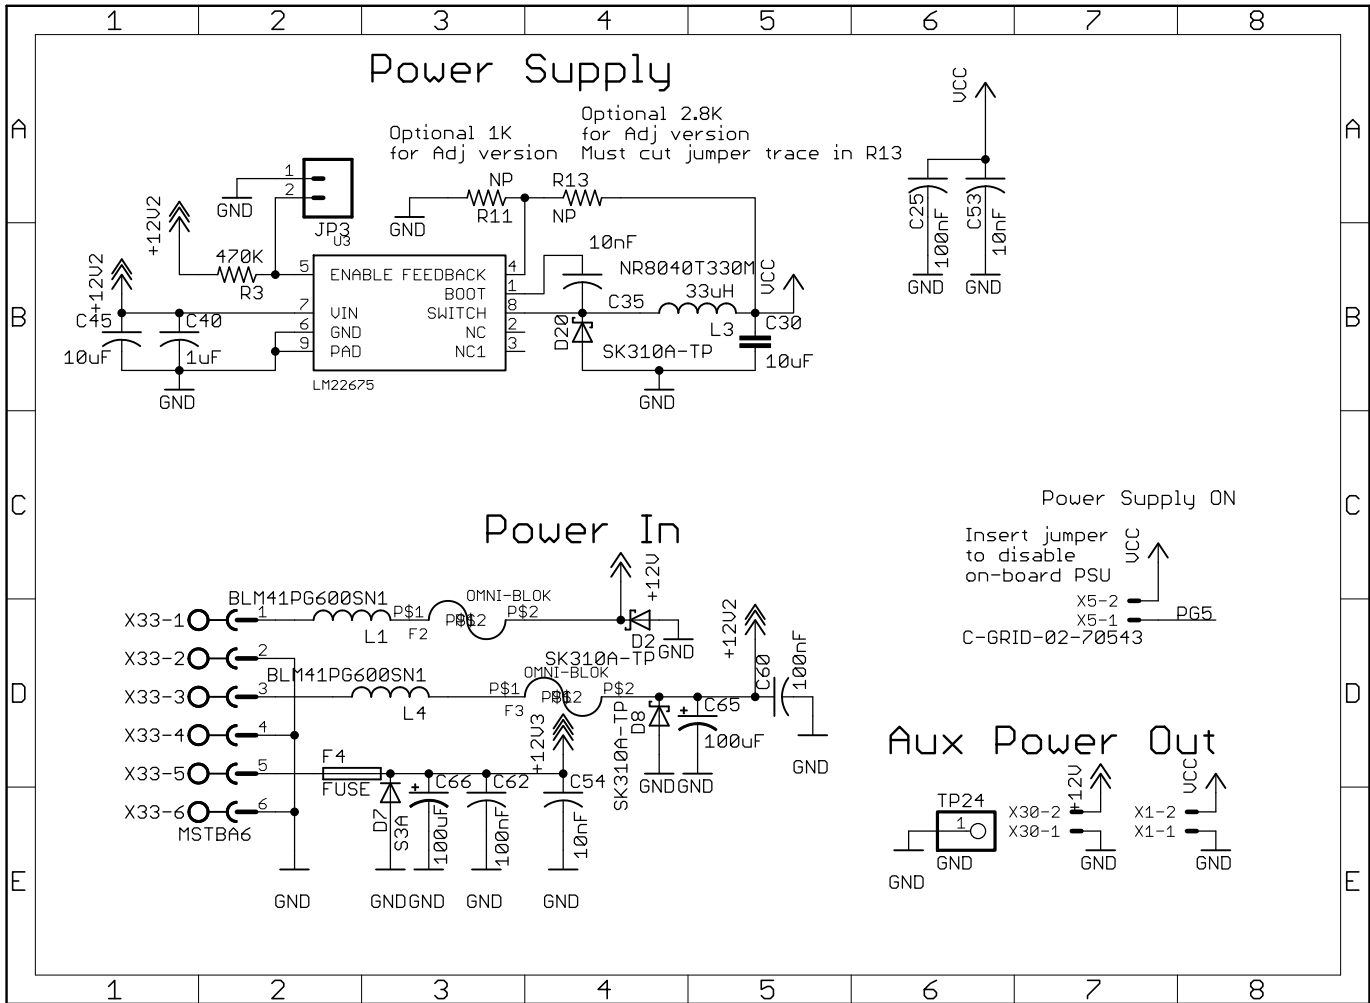 1 2 3 4 5 6 7 8
Power Supply
VCC
A A
Optional 1K
for Adj version
Optional 2.8K
for Adj version
Must cut jumper trace in R13
1
2
GND
JP3
+12V2
NP
R11
GND
R13
NP
C25
100nF
GND
C53
10nF
GND
U3
470K
R3
5 ENABLE FEEDBACK 4
BOOT 1
7 VIN SWITCH 8
6 GND NC 2
9 PAD NC1 3
LM22675
+12V2
C45
10uF
C40
1uF
GND
10nF
C35
NR8040T330M
33uH
L3
VCC
C30
10uF
D20
SK310A-TP
GND
B B
C C
Power Supply ON
Insert jumper
to disable
on-board PSU
VCC
X5-2
X5-1
PG5
C-GRID-02-70543
Power In
+12V
BLM41PG600SN1
OMNI-BLOK
X33-1 1
L1
P$1
F2
P$2
D2
GND
SK310A-TP
+12V2
C60
100nF
GND
X33-2 2
BLM41PG600SN1
OMNI-BLOK
X33-3 3
L4
P$1
F3
P$2
D8
SK310A-TP
GND
C65
100uF
GND
D D
X33-4 4
+12V3
X33-5 5
F4
FUSE
X33-6 6
MSTBA6
GND
D7
S3A
GND
C66
100uF
GND
C62
100nF
GND
C54
10nF
GND
Aux Power Out
TP24
1
GND
GND
+12V
X30-2
X30-1
GND
VCC
X1-2
X1-1
GND
E E
1 2 3 4 5 6 7 8